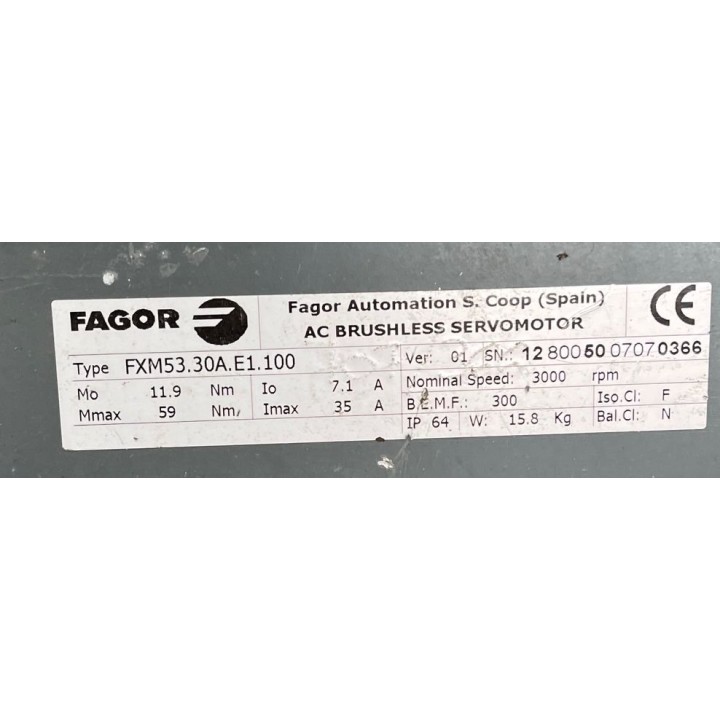 FAGOR
Fagor Automation S. Coop (Spain)
AC BRUSHLESS SERVOMOTOR
CE
Type FXM53.30A.E1.100
Ver: 01 SN.: 12 800 50 0707 0366
Mo 11.9 Nm Io 7.1 A
Nominal Speed: 3000 rpm
Mmax 59 Nm Imax 35 A
B.E.M.F.: 300 Iso.Cl: F
IP 64 W: 15.8 Kg Bal.Cl: N